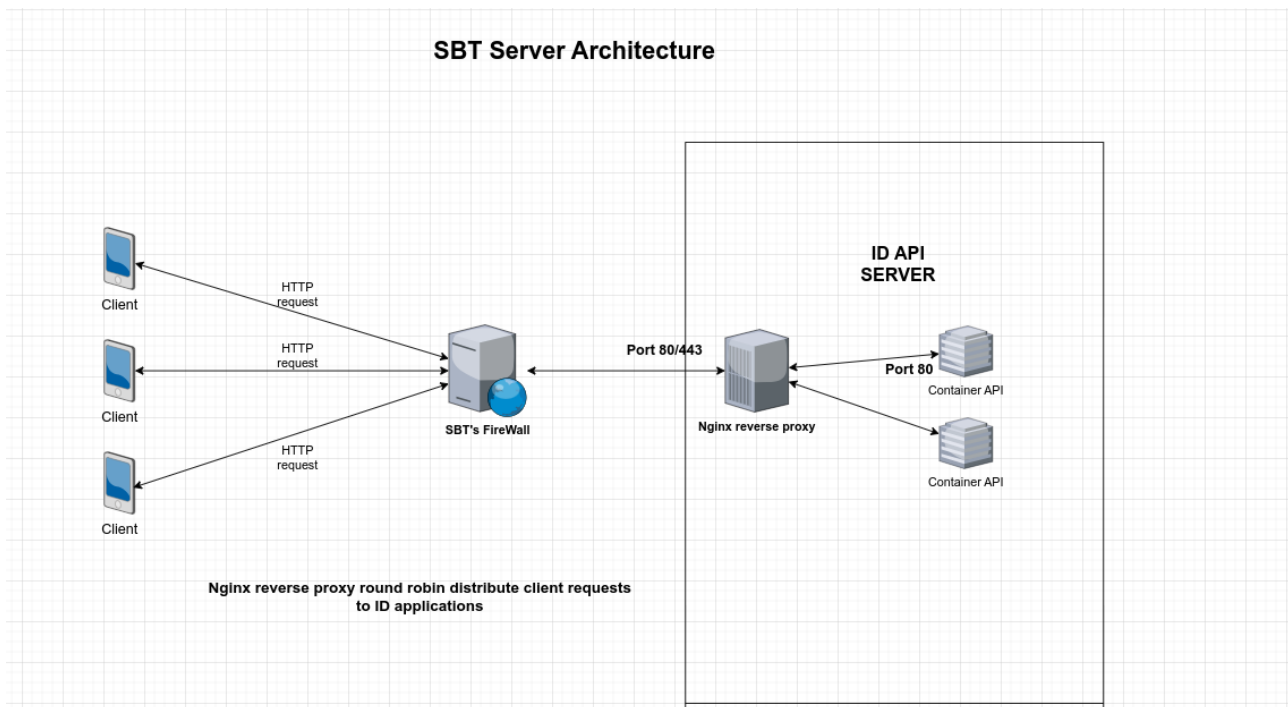 SBT Server Architecture
ID API
SERVER
HTTP
request
Client
HTTP
request
Port 80/443
Port 80
Container API
Client
SBT's FireWall
Nginx reverse proxy
HTTP
request
Container API
Client
Nginx reverse proxy round robin distribute client requests
to ID applications